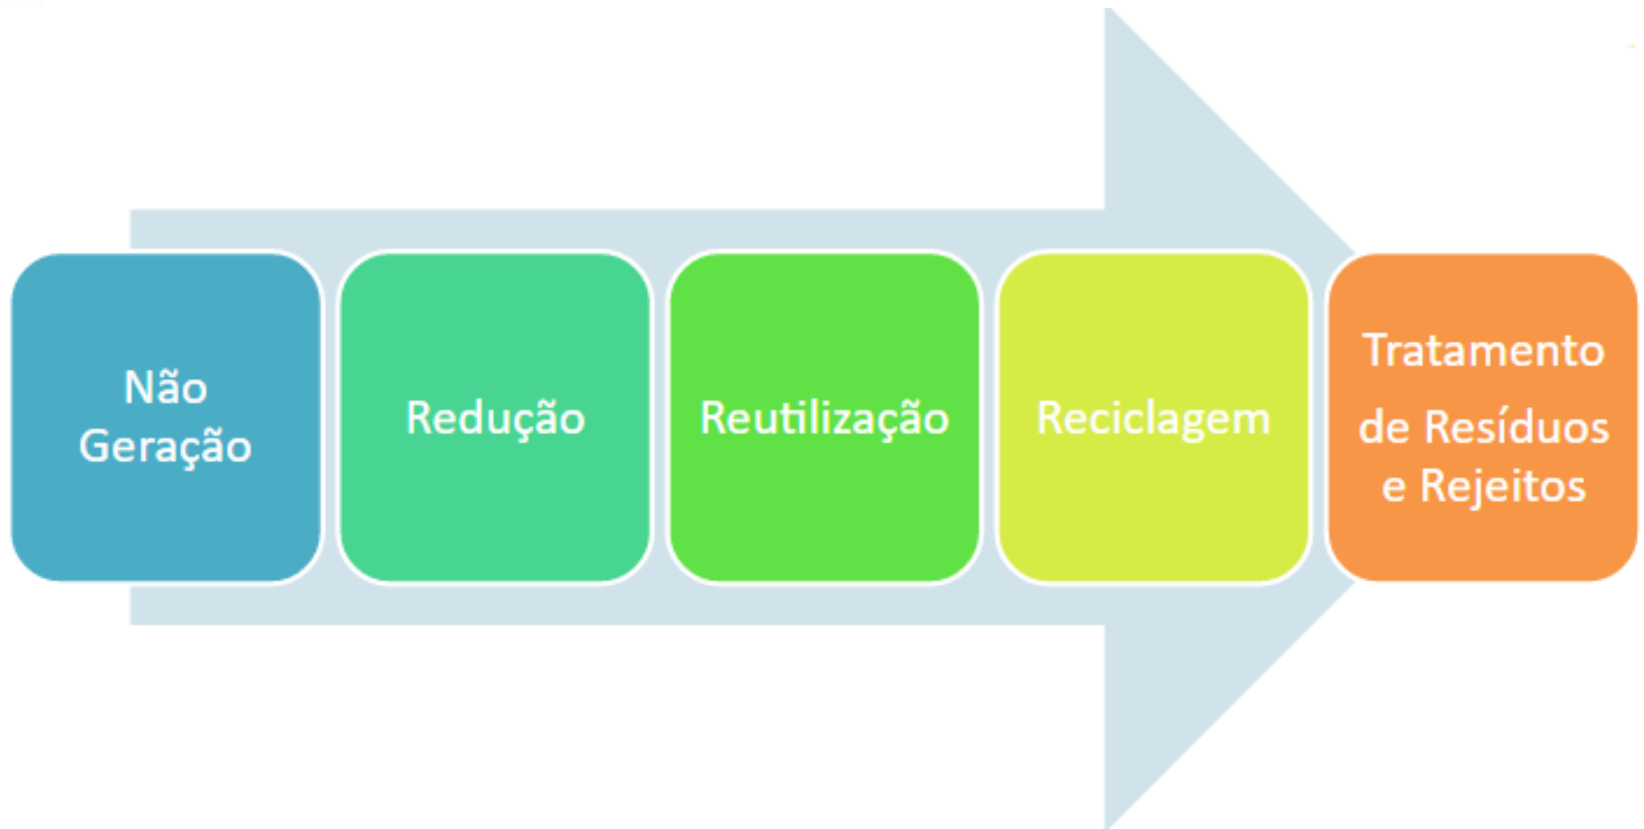 Não
Geração
Redução
Reutilização
Reciclagem
Tratamento
de Resíduos
e Rejeitos